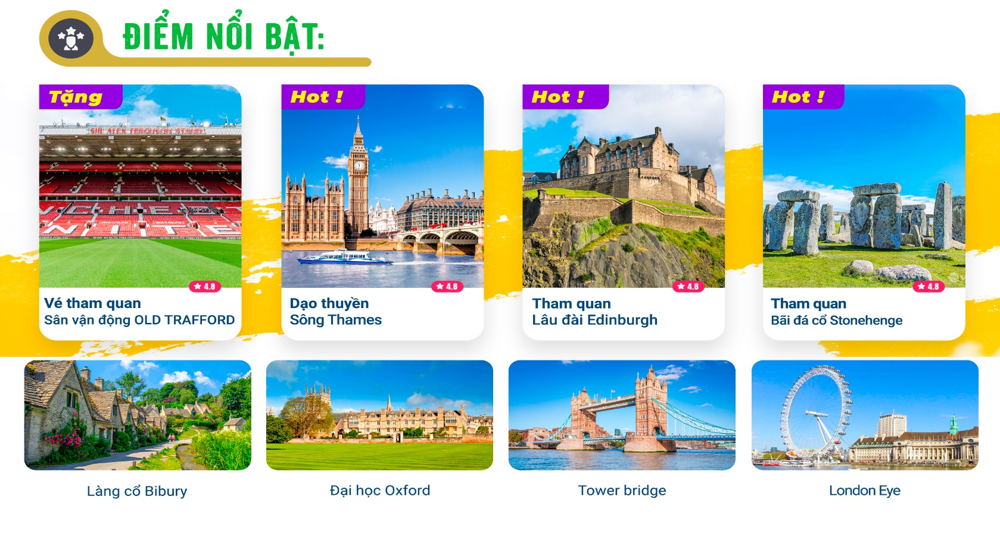 ĐIỂM NỔI BẬT:
Tặng
Hot !
Hot !
Hot !
SIR ALEX FERGUSON STAND
4.8
4.8
4.8
4.8
Vé tham quan
Sân vận động OLD TRAFFORD
Dạo thuyền
Sông Thames
Tham quan
Lâu đài Edinburgh
Tham quan
Bãi đá cổ Stonehenge
Làng cổ Bibury
Đại học Oxford
Tower bridge
London Eye